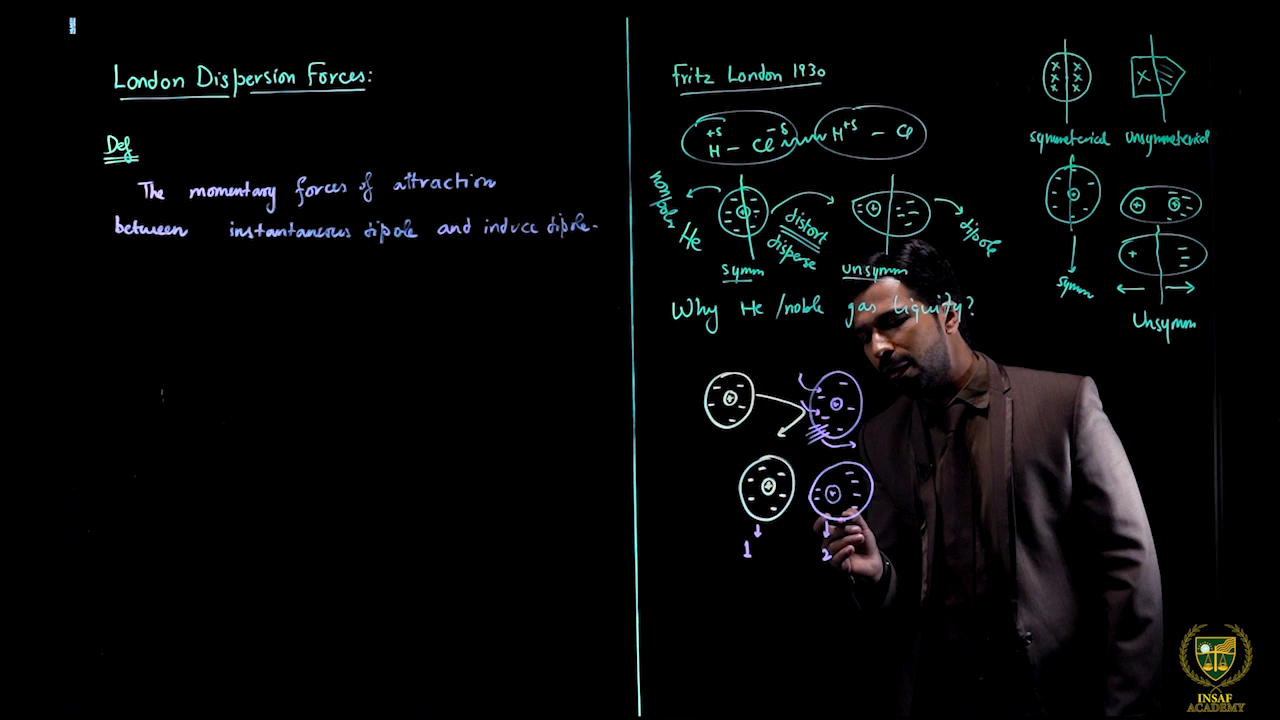 London Dispersion Forces:
Def
The momentary forces of attraction
between instantaneous dipole and induce dipole.
Fritz London 1930
+δ -δ +δ
H – Cl H – Cl
nonpolar
He
distort
disperse
dipole
symm unsymm
Why He /noble gas liquify?
1 2
symmeterical unsymmeterical
symm
Unsymm
INSAF
ACADEMY